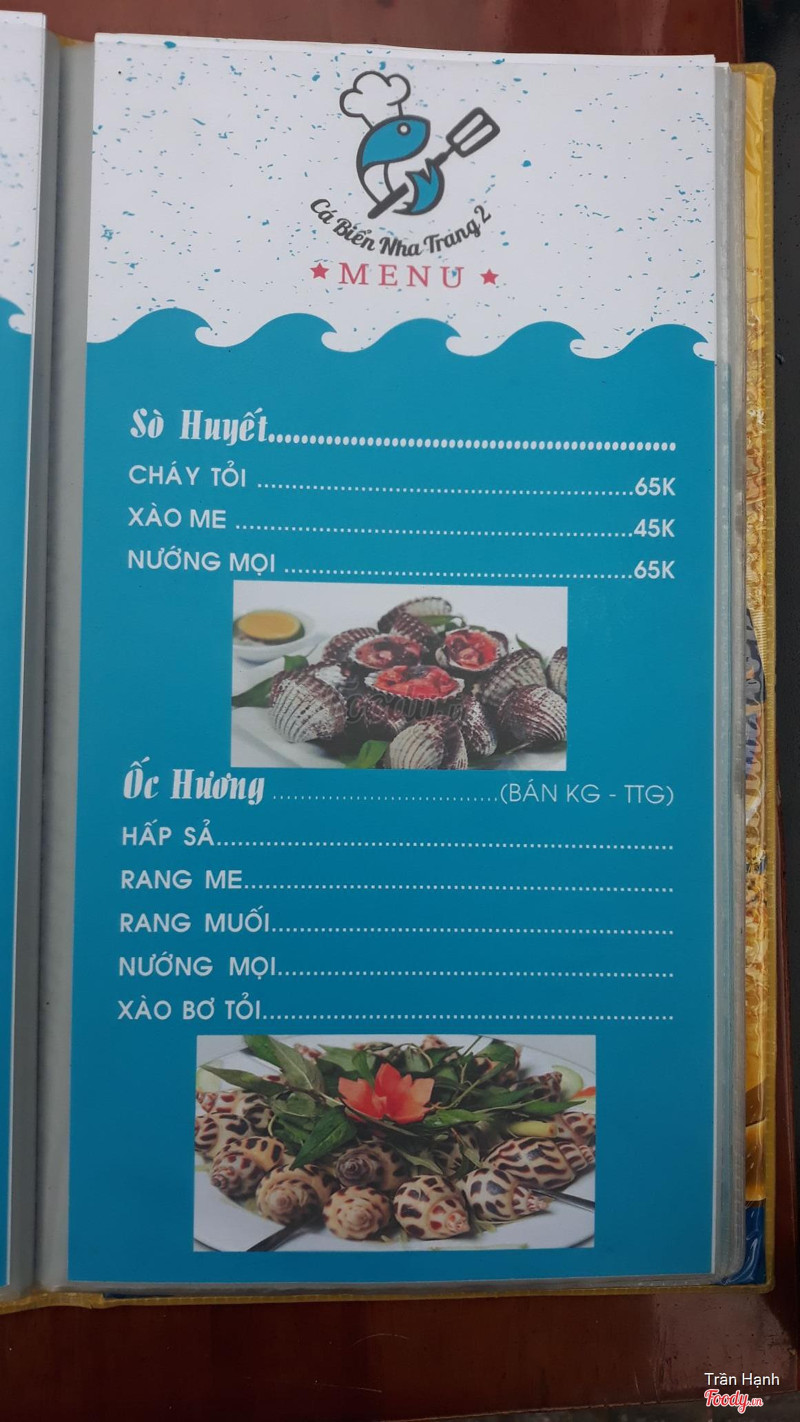 Cá Biển Nha Trang 2
★ MENU ★
Sò Huyết..................................................
CHÁY TỎI ..................................................65K
XÀO ME ..................................................45K
NƯỚNG MỌI ..................................................65K
Ốc Hương ..................................(BÁN KG - TTG)
HẤP SẢ..................................................
RANG ME..................................................
RANG MUỐI..................................................
NƯỚNG MỌI..................................................
XÀO BƠ TỎI..................................................
Trần Hạnh
Foody.vn